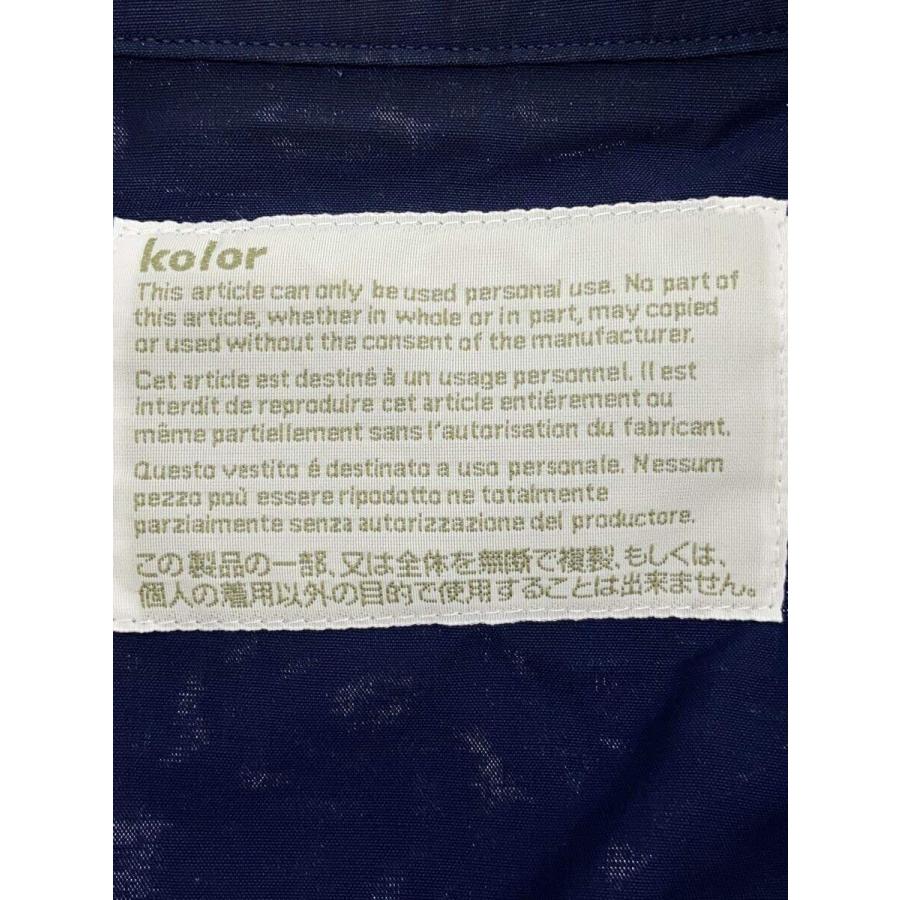 kolor
This article can only be used personal use. No part of
this article, whether in whole or in part, may copied
or used without the consent of the manufacturer.
Cet article est destiné à un usage personnel. Il est
interdit de reproduire cet article entiérement ou
même partiellement sans l'autorisation du fabricant.
Questo vestito é destinato a uso personale. Nessum
pezzo poù essere ripodotto ne totalmente
parzialmente senza autorizzazione del productore.
この製品の一部、又は全体を無断で複製、もしくは、
個人の着用以外の目的で使用することは出来ません。